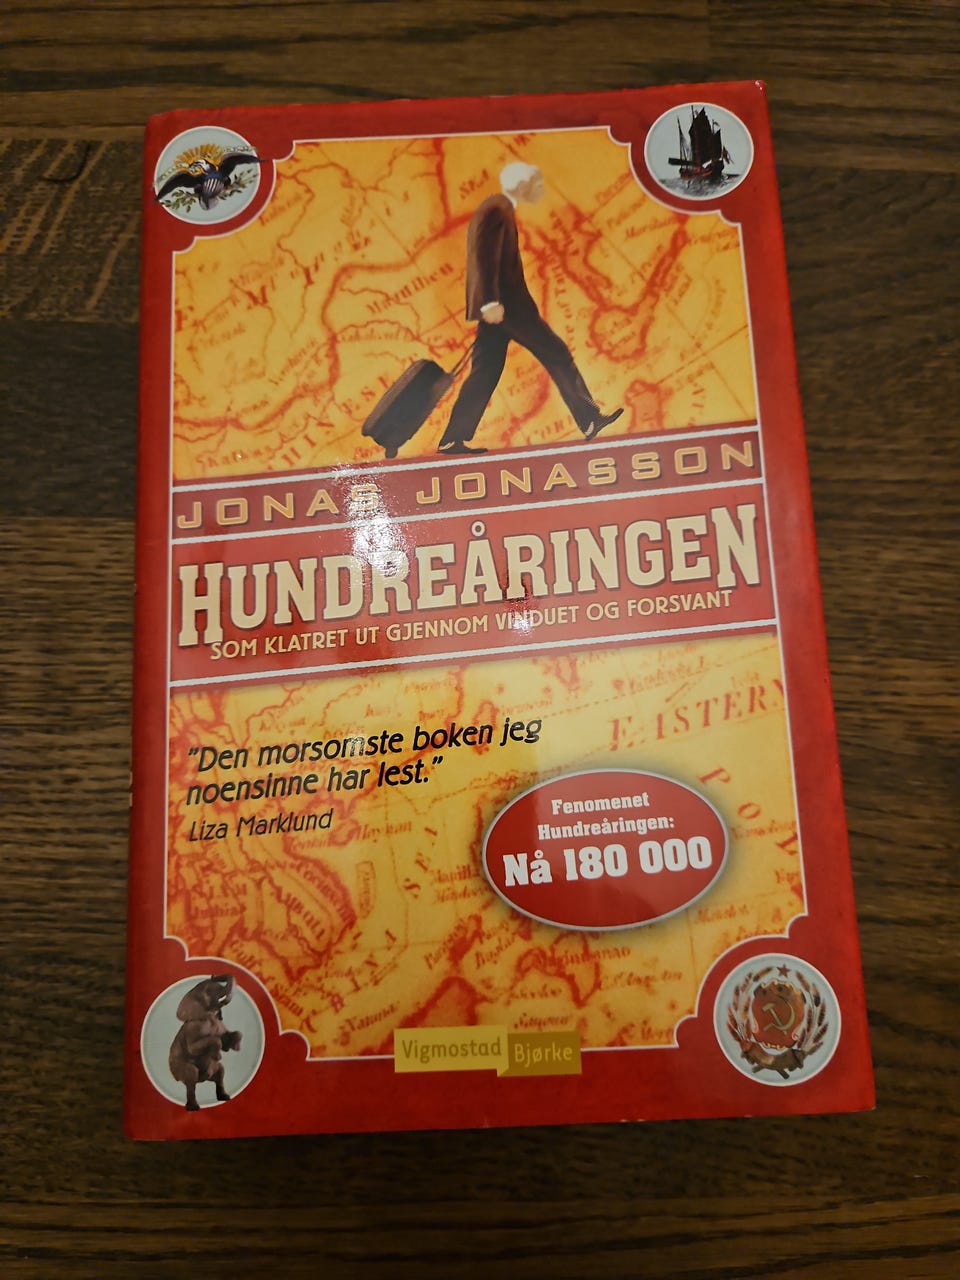 JONAS JONASSON
HUNDREÅRINGEN
SOM KLATRET UT GJENNOM VINDUET OG FORSVANT
"Den morsomste boken jeg
noensinne har lest."
Liza Marklund
EASTERN
Fenomenet
Hundreåringen:
Nå 180 000
Vigmostad
Bjørke